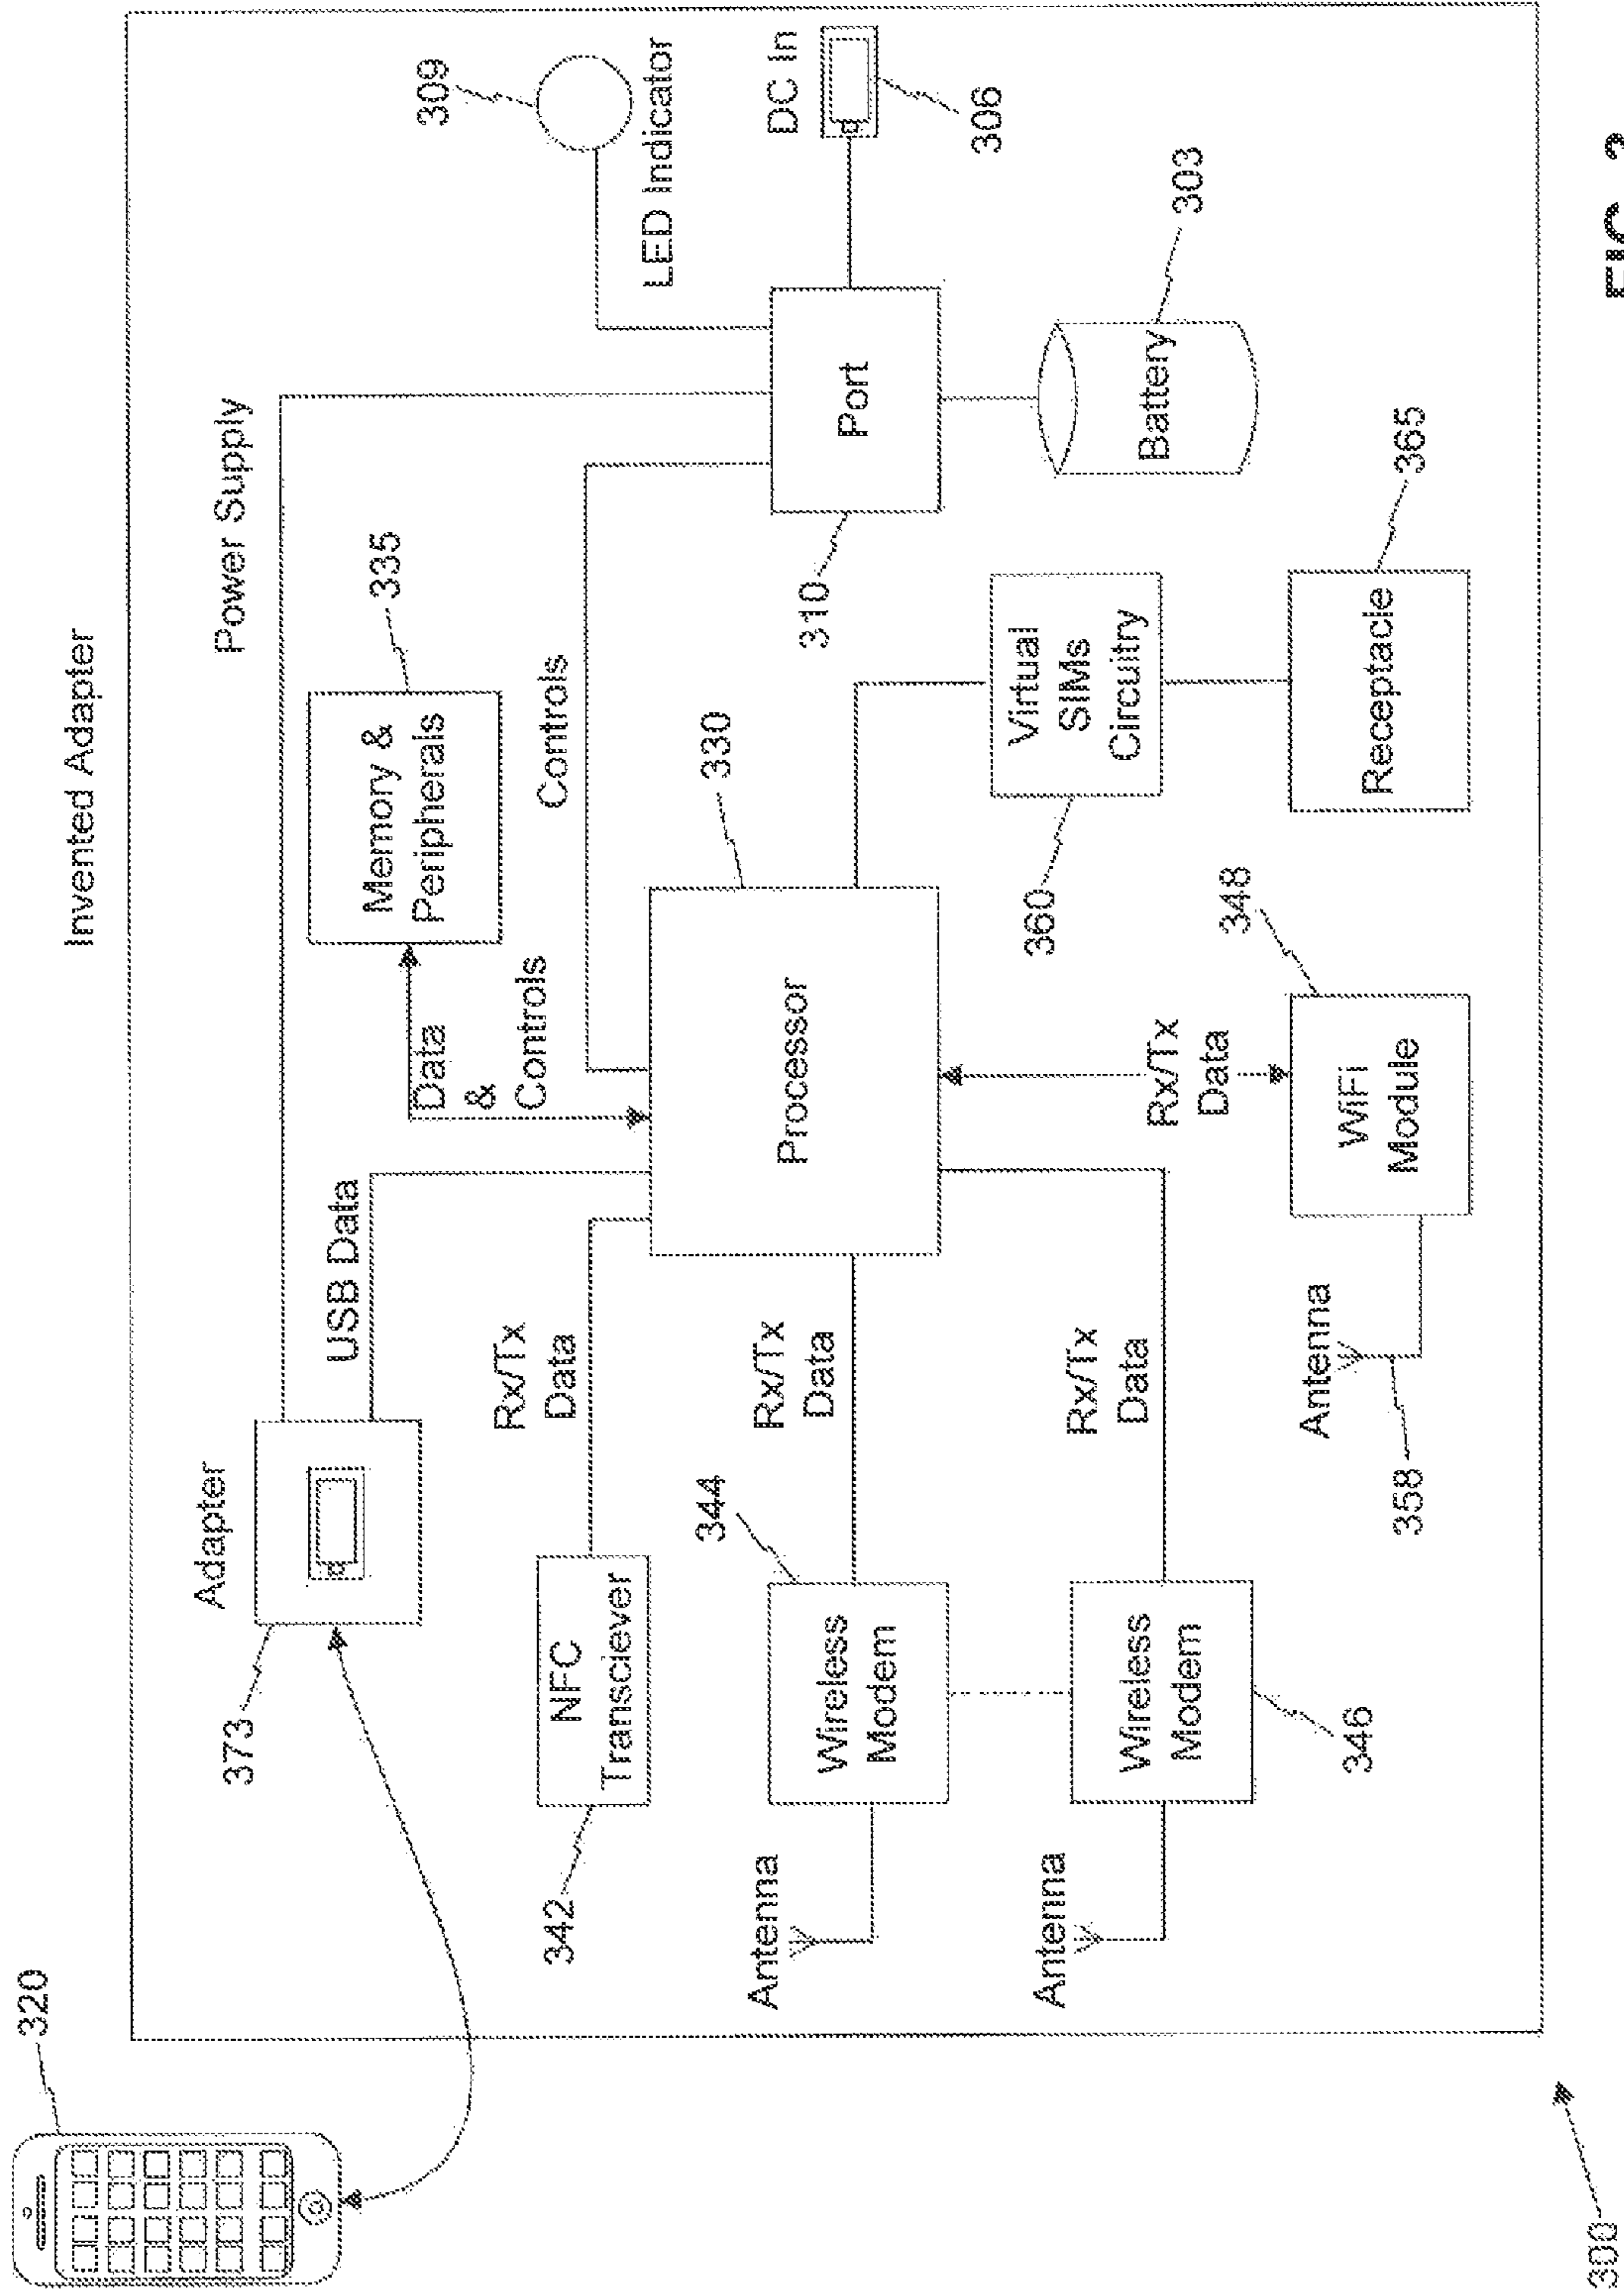 Invented Adapter
320
373
Adapter
USB Data
Power Supply
Data
&
Controls
Memory &
Peripherals
335
Controls
309
LED Indicator
DC In
306
342
NFC
Transciever
Rx/Tx
Data
Processor
330
Port
310
Battery
303
Antenna
344
Wireless
Modem
Rx/Tx
Data
Antenna
Wireless
Modem
346
Rx/Tx
Data
Rx/Tx
Data
Virtual
SIMs
Circuitry
360
Antenna
358
WiFi
Module
348
Receptacle
365
300